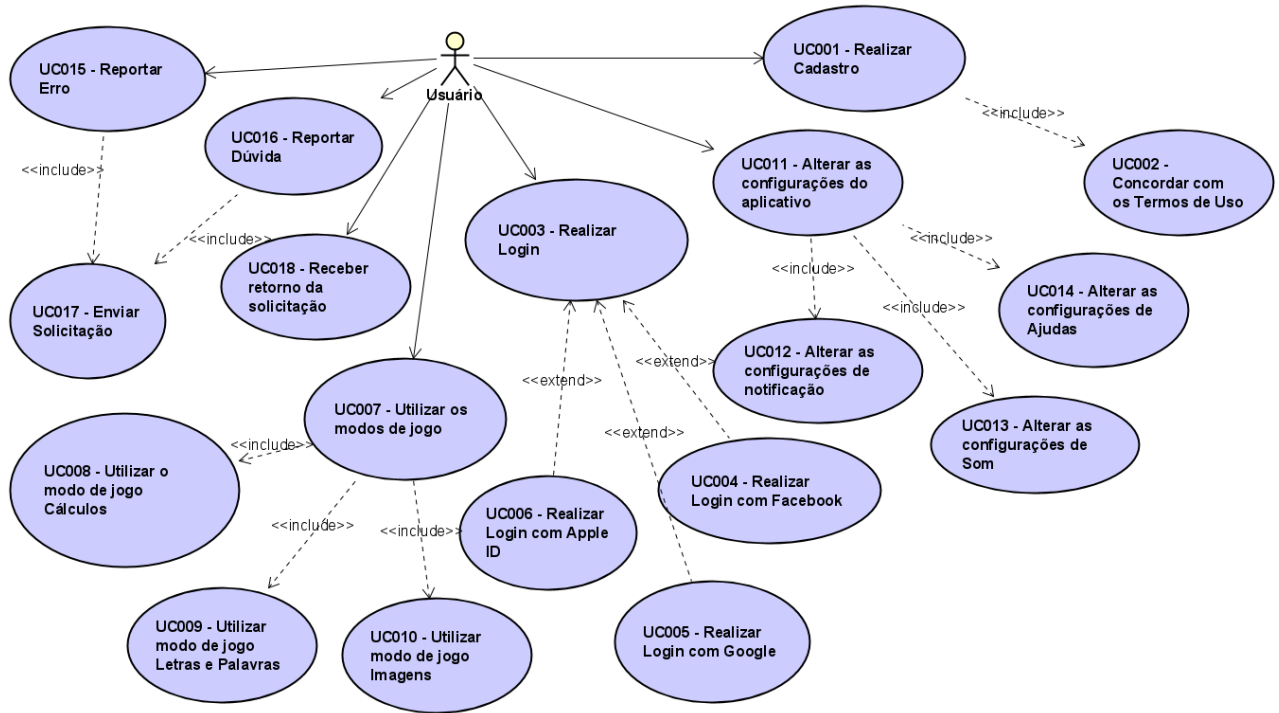 UC001 - Realizar
Cadastro
UC015 - Reportar
Erro
Usuário
<<include>>
UC016 - Reportar
Dúvida
<<include>>
UC011 - Alterar as
configurações do
aplicativo
UC002 -
Concordar com
os Termos de Uso
UC003 - Realizar
Login
<<include>>
<<include>>
UC018 - Receber
retorno da
solicitação
<<include>>
UC014 - Alterar as
configurações de
Ajudas
UC017 - Enviar
Solicitação
<<include>>
<<extend>>
UC012 - Alterar as
configurações de
notificação
<<extend>>
UC007 - Utilizar os
modos de jogo
UC013 - Alterar as
configurações de
Som
<<extend>>
<<include>>
UC008 - Utilizar o
modo de jogo
Cálculos
UC004 - Realizar
Login com Facebook
UC006 - Realizar
Login com Apple
ID
<<include>>
<<include>>
UC009 - Utilizar
modo de jogo
Letras e Palavras
UC010 - Utilizar
modo de jogo
Imagens
UC005 - Realizar
Login com Google